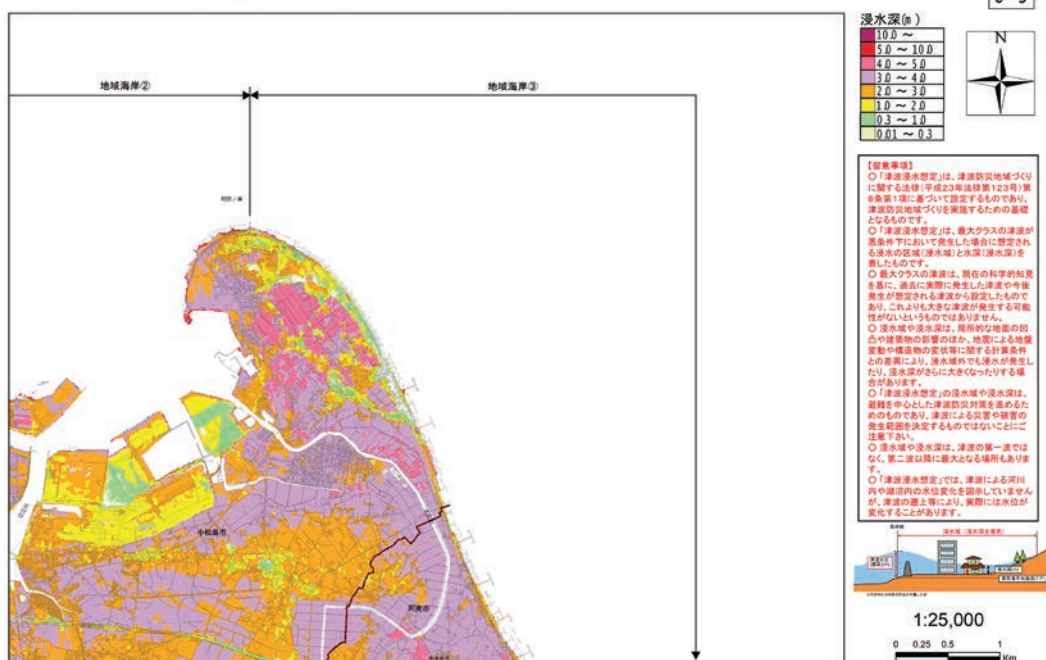 地域海岸②
地域海岸③
和田ノ鼻
小松島市
阿南市
浸水深(m)
10.0 ～
5.0 ～ 10.0
4.0 ～ 5.0
3.0 ～ 4.0
2.0 ～ 3.0
1.0 ～ 2.0
0.3 ～ 1.0
0.01 ～ 0.3
N
【留意事項】
○「津波浸水想定」は、津波防災地域づくり
に関する法律(平成23年法律第123号)第
8条第1項に基づいて設定するものであり、
津波防災地域づくりを実施するための基礎
となるものです。
○「津波浸水想定」は、最大クラスの津波が
悪条件下において発生した場合に想定され
る浸水の区域(浸水域)と水深(浸水深)を
表したものです。
○ 最大クラスの津波は、現在の科学的知見
を基に、過去に実際に発生した津波や今後
発生が想定される津波から設定したもので
あり、これよりも大きな津波が発生する可能
性がないというものではありません。
○ 浸水域や浸水深は、局所的な地面の凹
凸や建築物の影響のほか、地震による地盤
変動や構造物の変状等に関する計算条件
との差異により、浸水域外でも浸水が発生し
たり、浸水深がさらに大きくなったりする場
合があります。
○「津波浸水想定」の浸水域や浸水深は、
避難を中心とした津波防災対策を進めるた
めのものであり、津波による災害や被害の
発生範囲を決定するものではないことにご
注意下さい。
○ 浸水域や浸水深は、津波の第一波では
なく、第二波以降に最大となる場所もありま
す。
○「津波浸水想定」では、津波による河川
内や湖沼内の水位変化を図示していません
が、津波の遡上等により、実際には水位が
変化することがあります。
1:25,000
0 0.25 0.5 1
Km